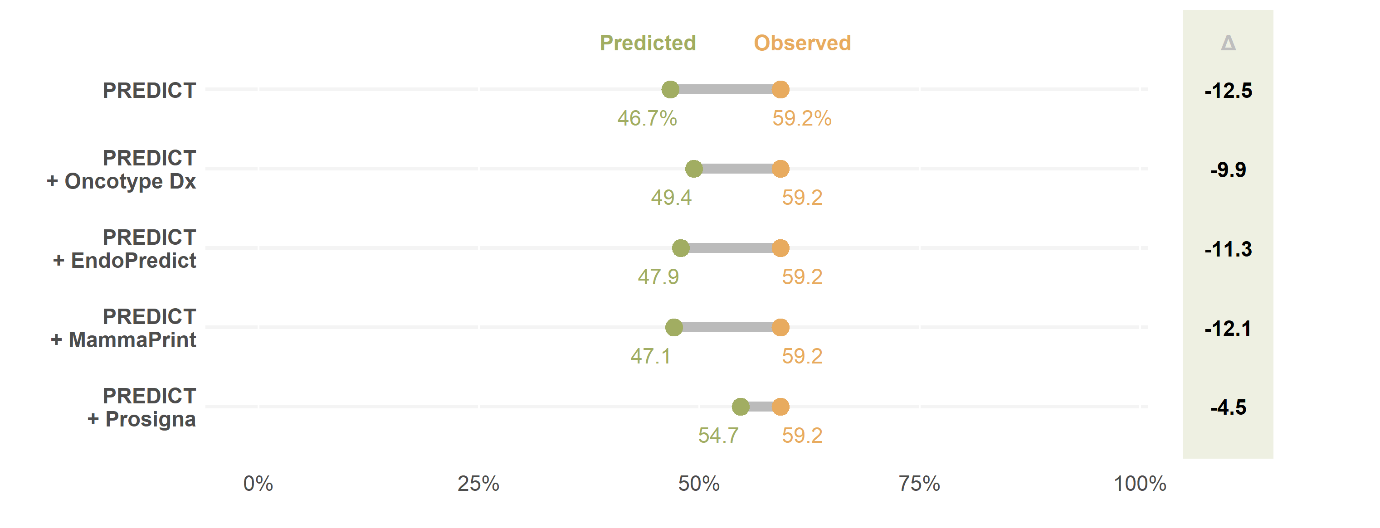 Predicted Observed Δ
PREDICT -12.5
46.7% 59.2%
PREDICT
+ Oncotype Dx -9.9
49.4 59.2
PREDICT
+ EndoPredict -11.3
47.9 59.2
PREDICT
+ MammaPrint -12.1
47.1 59.2
PREDICT
+ Prosigna -4.5
54.7 59.2
0% 25% 50% 75% 100%